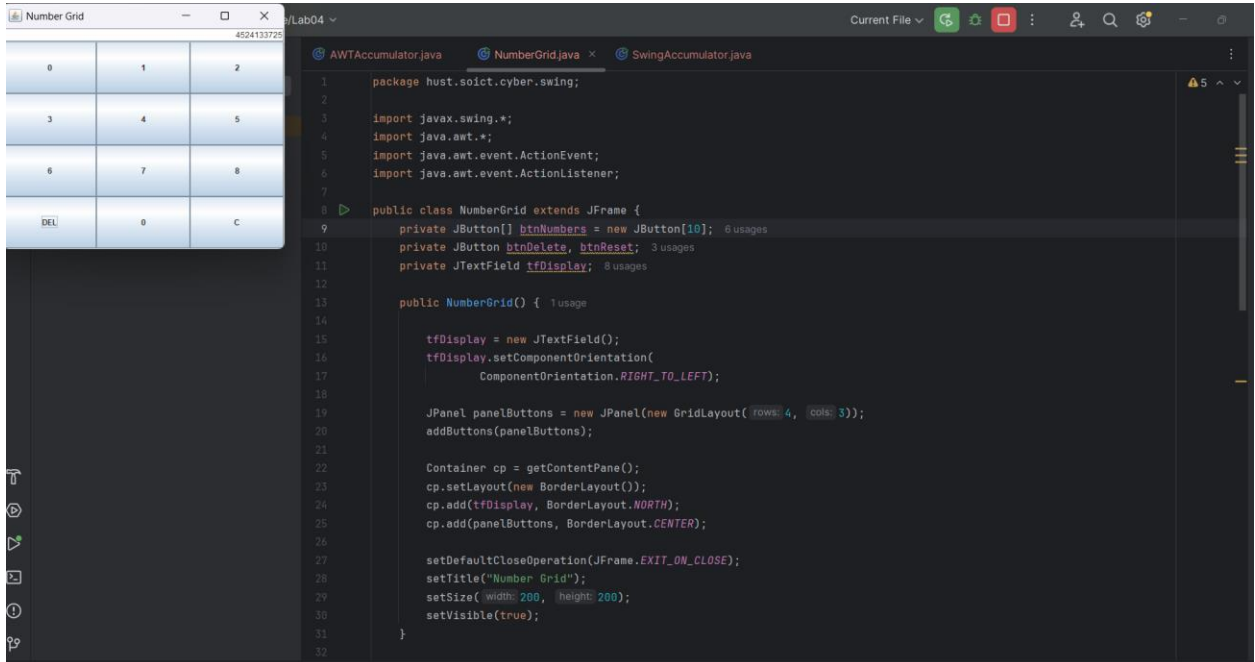 Number Grid
4524133725
0 1 2
3 4 5
6 7 8
DEL 0 C
e/Lab04
Current File
AWTAccumulator.java NumberGrid.java SwingAccumulator.java
5
1 package hust.soict.cyber.swing;
2
3 import javax.swing.*;
4 import java.awt.*;
5 import java.awt.event.ActionEvent;
6 import java.awt.event.ActionListener;
7
8 public class NumberGrid extends JFrame {
9 private JButton[] btnNumbers = new JButton[10]; 6 usages
10 private JButton btnDelete, btnReset; 3 usages
11 private JTextField tfDisplay; 8 usages
12
13 public NumberGrid() { 1 usage
14
15 tfDisplay = new JTextField();
16 tfDisplay.setComponentOrientation(
17 ComponentOrientation.RIGHT_TO_LEFT);
18
19 JPanel panelButtons = new JPanel(new GridLayout( rows: 4, cols: 3));
20 addButtons(panelButtons);
21
22 Container cp = getContentPane();
23 cp.setLayout(new BorderLayout());
24 cp.add(tfDisplay, BorderLayout.NORTH);
25 cp.add(panelButtons, BorderLayout.CENTER);
26
27 setDefaultCloseOperation(JFrame.EXIT_ON_CLOSE);
28 setTitle("Number Grid");
29 setSize( width: 200, height: 200);
30 setVisible(true);
31 }
32